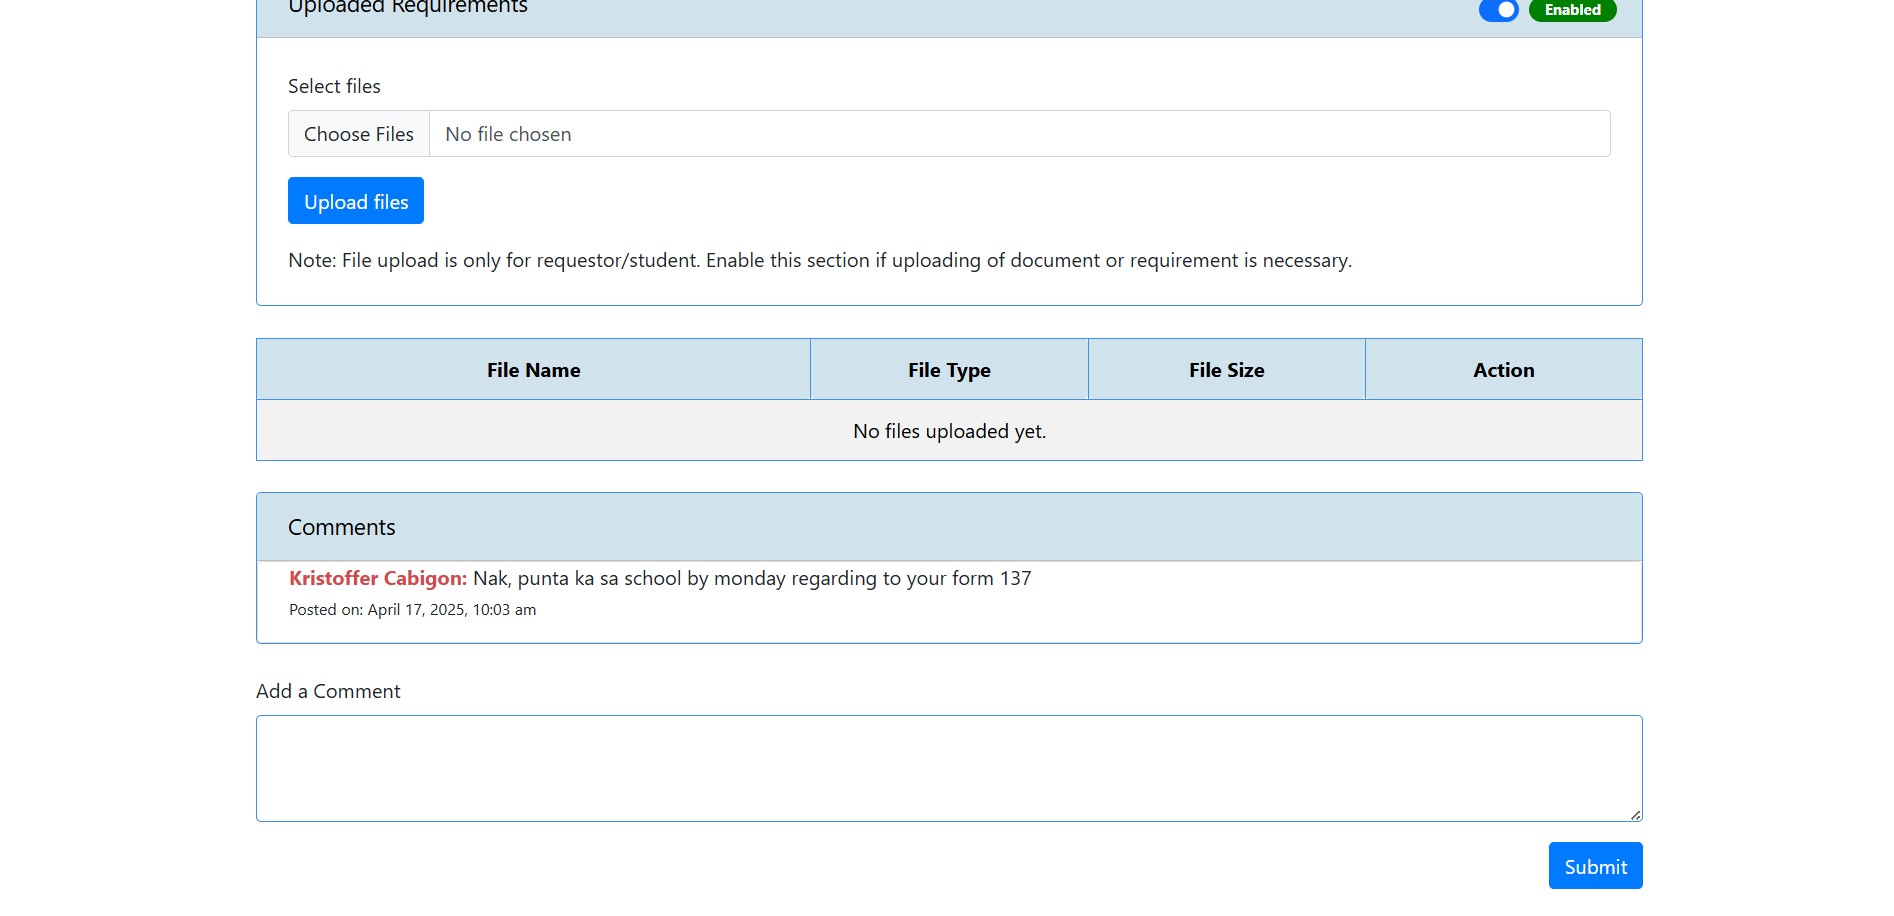 Uploaded Requirements
Enabled
Select files
Choose Files No file chosen
Upload files
Note: File upload is only for requestor/student. Enable this section if uploading of document or requirement is necessary.
File Name File Type File Size Action
No files uploaded yet.
Comments
Kristoffer Cabigon: Nak, punta ka sa school by monday regarding to your form 137
Posted on: April 17, 2025, 10:03 am
Add a Comment
Submit